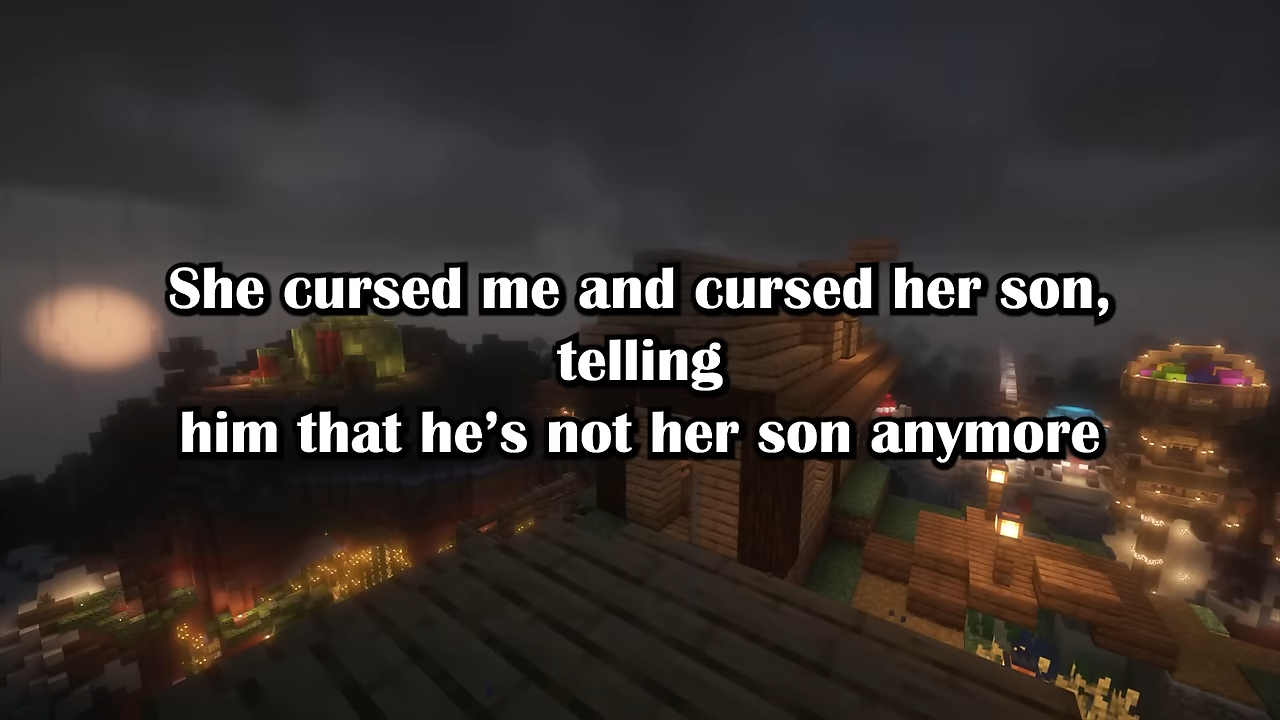 She cursed me and cursed her son,
telling
him that he’s not her son anymore